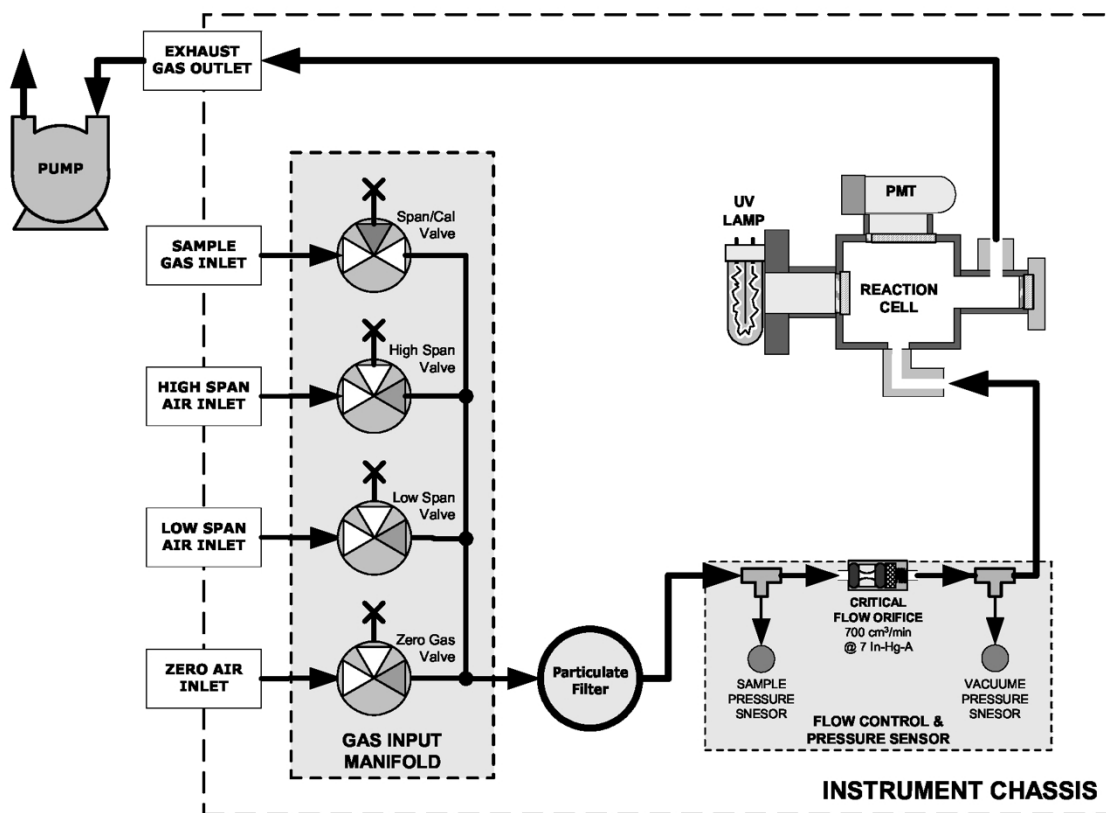 EXHAUST
GAS OUTLET
PUMP
SAMPLE
GAS INLET
Span/Cal
Valve
HIGH SPAN
AIR INLET
High Span
Valve
LOW SPAN
AIR INLET
Low Span
Valve
ZERO AIR
INLET
Zero Gas
Valve
GAS INPUT
MANIFOLD
Particulate
Filter
UV
LAMP
PMT
REACTION
CELL
CRITICAL
FLOW ORIFICE
700 cm³/min
@ 7 In-Hg-A
SAMPLE
PRESSURE
SNESOR
VACUUME
PRESSURE
SNESOR
FLOW CONTROL &
PRESSURE SENSOR
INSTRUMENT CHASSIS